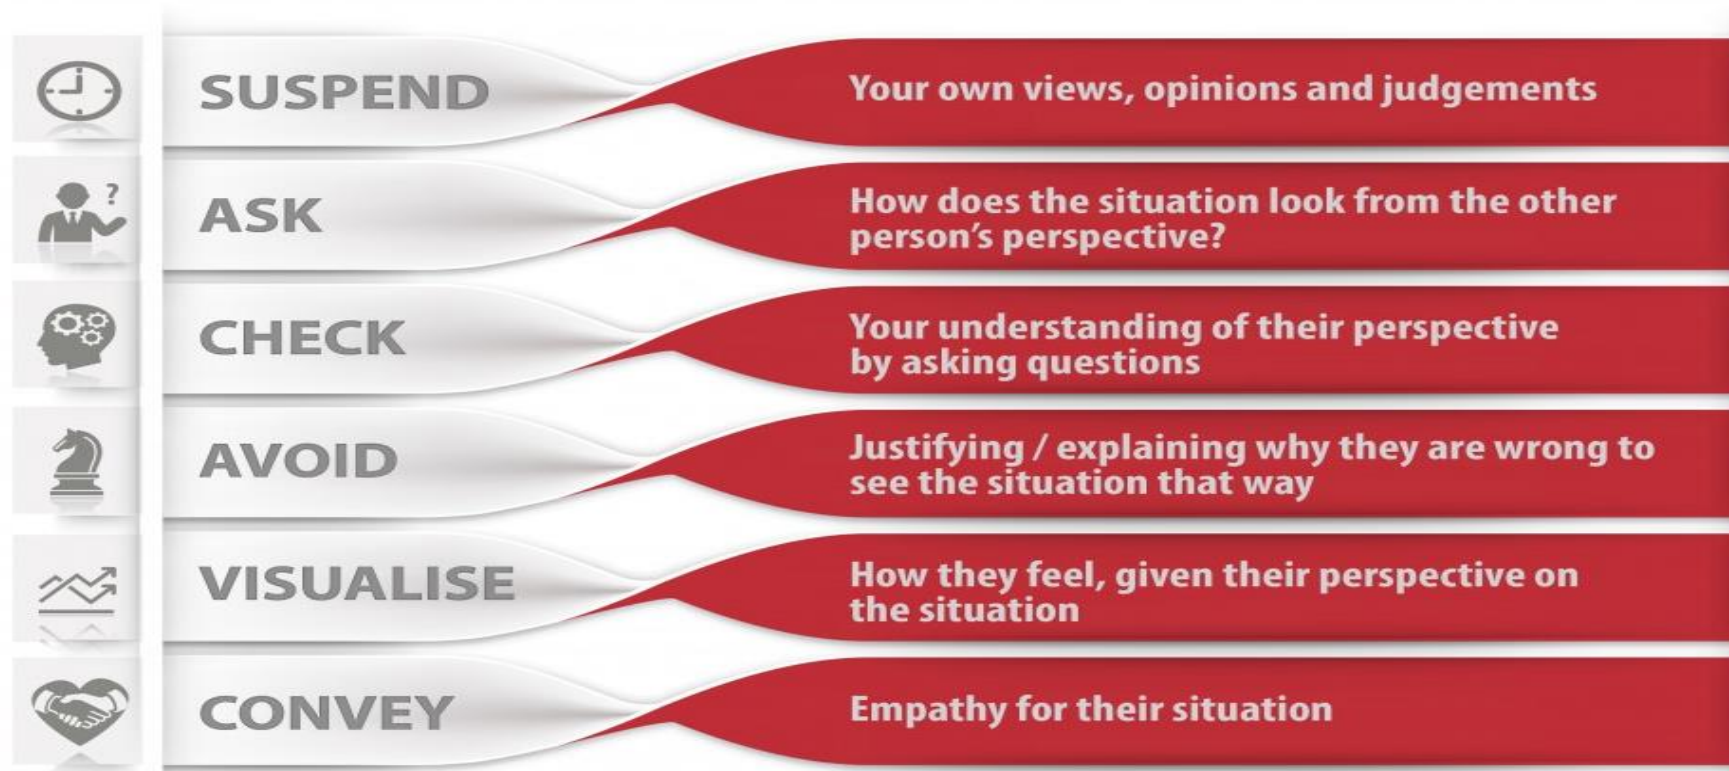 SUSPEND
Your own views, opinions and judgements
?
ASK
How does the situation look from the other
person's perspective?
CHECK
Your understanding of their perspective
by asking questions
AVOID
Justifying / explaining why they are wrong to
see the situation that way
VISUALISE
How they feel, given their perspective on
the situation
CONVEY
Empathy for their situation